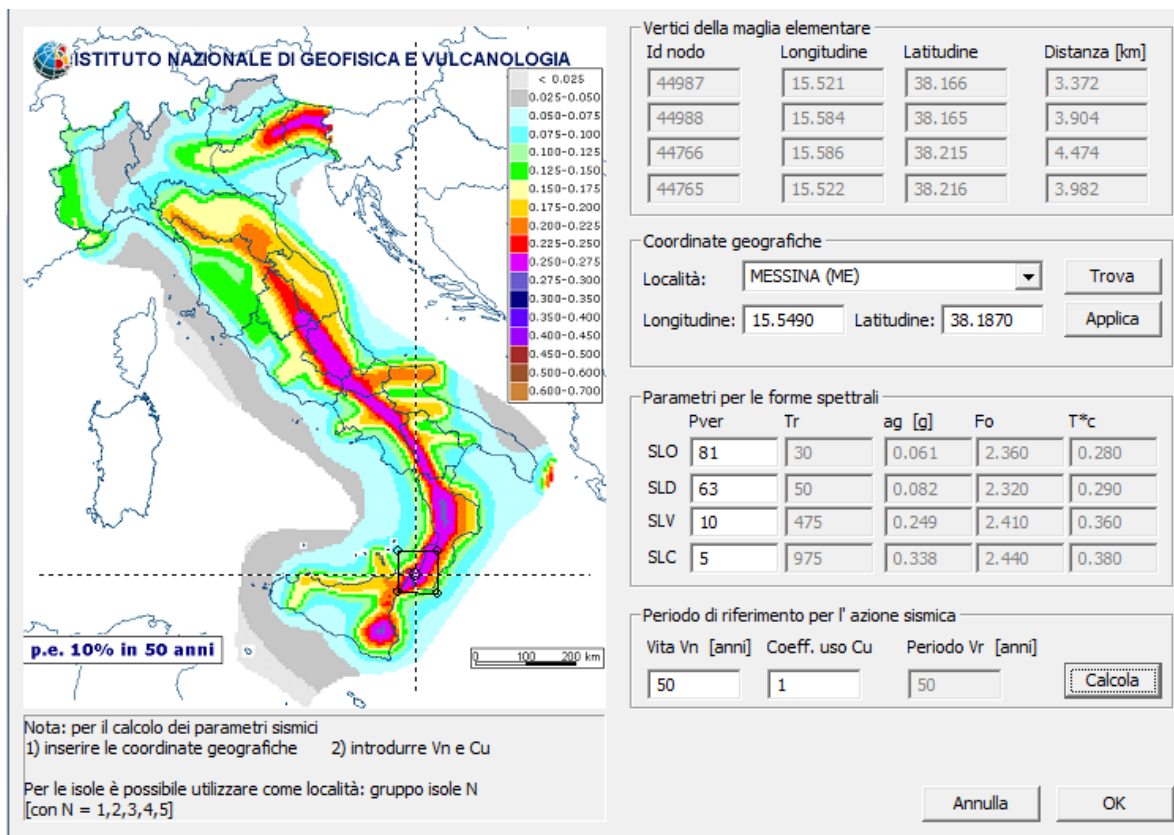 ISTITUTO NAZIONALE DI GEOFISICA E VULCANOLOGIA
< 0.025
0.025-0.050
0.050-0.075
0.075-0.100
0.100-0.125
0.125-0.150
0.150-0.175
0.175-0.200
0.200-0.225
0.225-0.250
0.250-0.275
0.275-0.300
0.300-0.350
0.350-0.400
0.400-0.450
0.450-0.500
0.500-0.600
0.600-0.700
p.e. 10% in 50 anni
0 100 200 km
Nota: per il calcolo dei parametri sismici
1) inserire le coordinate geografiche 2) introdurre Vn e Cu
Per le isole è possibile utilizzare come località: gruppo isole N
[con N = 1,2,3,4,5]
Vertici della maglia elementare
Id nodo Longitudine Latitudine Distanza [km]
44987 15.521 38.166 3.372
44988 15.584 38.165 3.904
44766 15.586 38.215 4.474
44765 15.522 38.216 3.982
Coordinate geografiche
Località: MESSINA (ME) Trova
Longitudine: 15.5490 Latitudine: 38.1870 Applica
Parametri per le forme spettrali
Pver Tr ag [g] Fo T*c
SLO 81 30 0.061 2.360 0.280
SLD 63 50 0.082 2.320 0.290
SLV 10 475 0.249 2.410 0.360
SLC 5 975 0.338 2.440 0.380
Periodo di riferimento per l' azione sismica
Vita Vn [anni] Coeff. uso Cu Periodo Vr [anni]
50 1 50 Calcola
Annulla OK